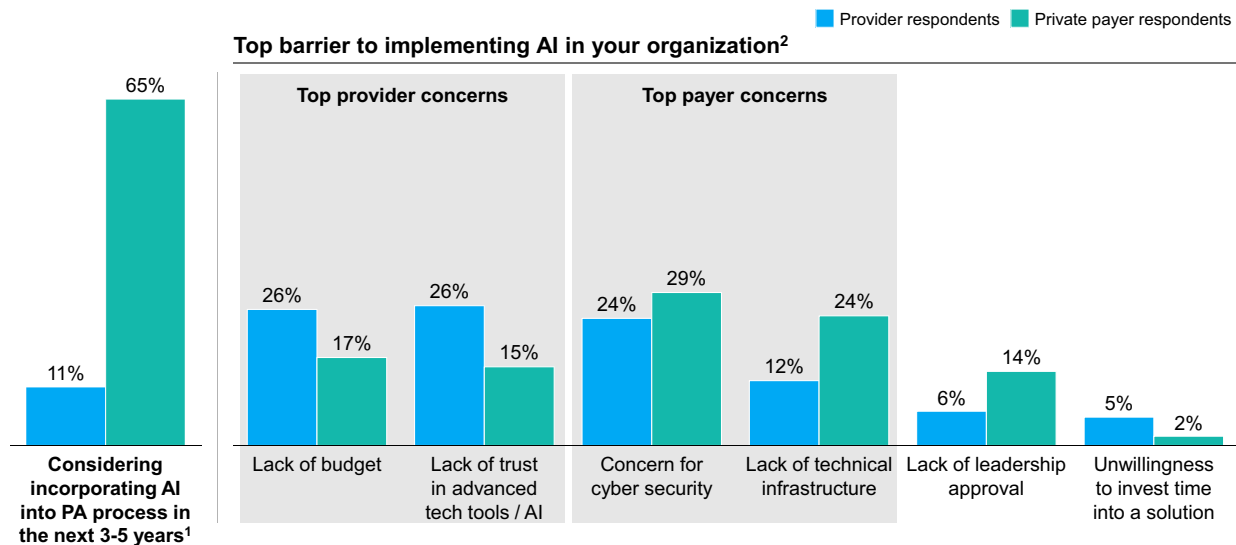 Provider respondents Private payer respondents
Top barrier to implementing AI in your organization²
Top provider concerns
Top payer concerns
65%
11%
26%
17%
26%
15%
24%
29%
12%
24%
6%
14%
5%
2%
Considering
incorporating AI
into PA process in
the next 3-5 years¹
Lack of budget
Lack of trust
in advanced
tech tools / AI
Concern for
cyber security
Lack of technical
infrastructure
Lack of leadership
approval
Unwillingness
to invest time
into a solution